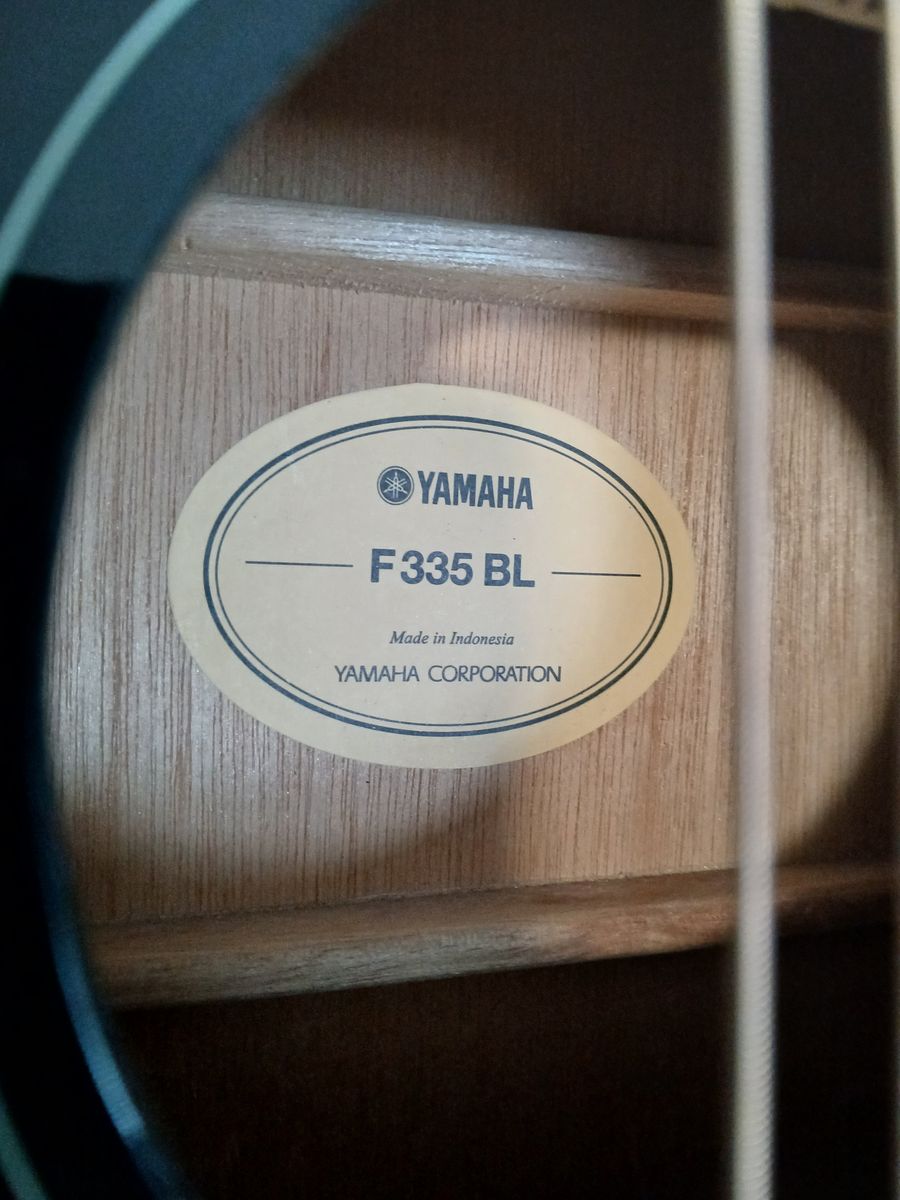 YAMAHA
F335 BL
Made in Indonesia
YAMAHA CORPORATION